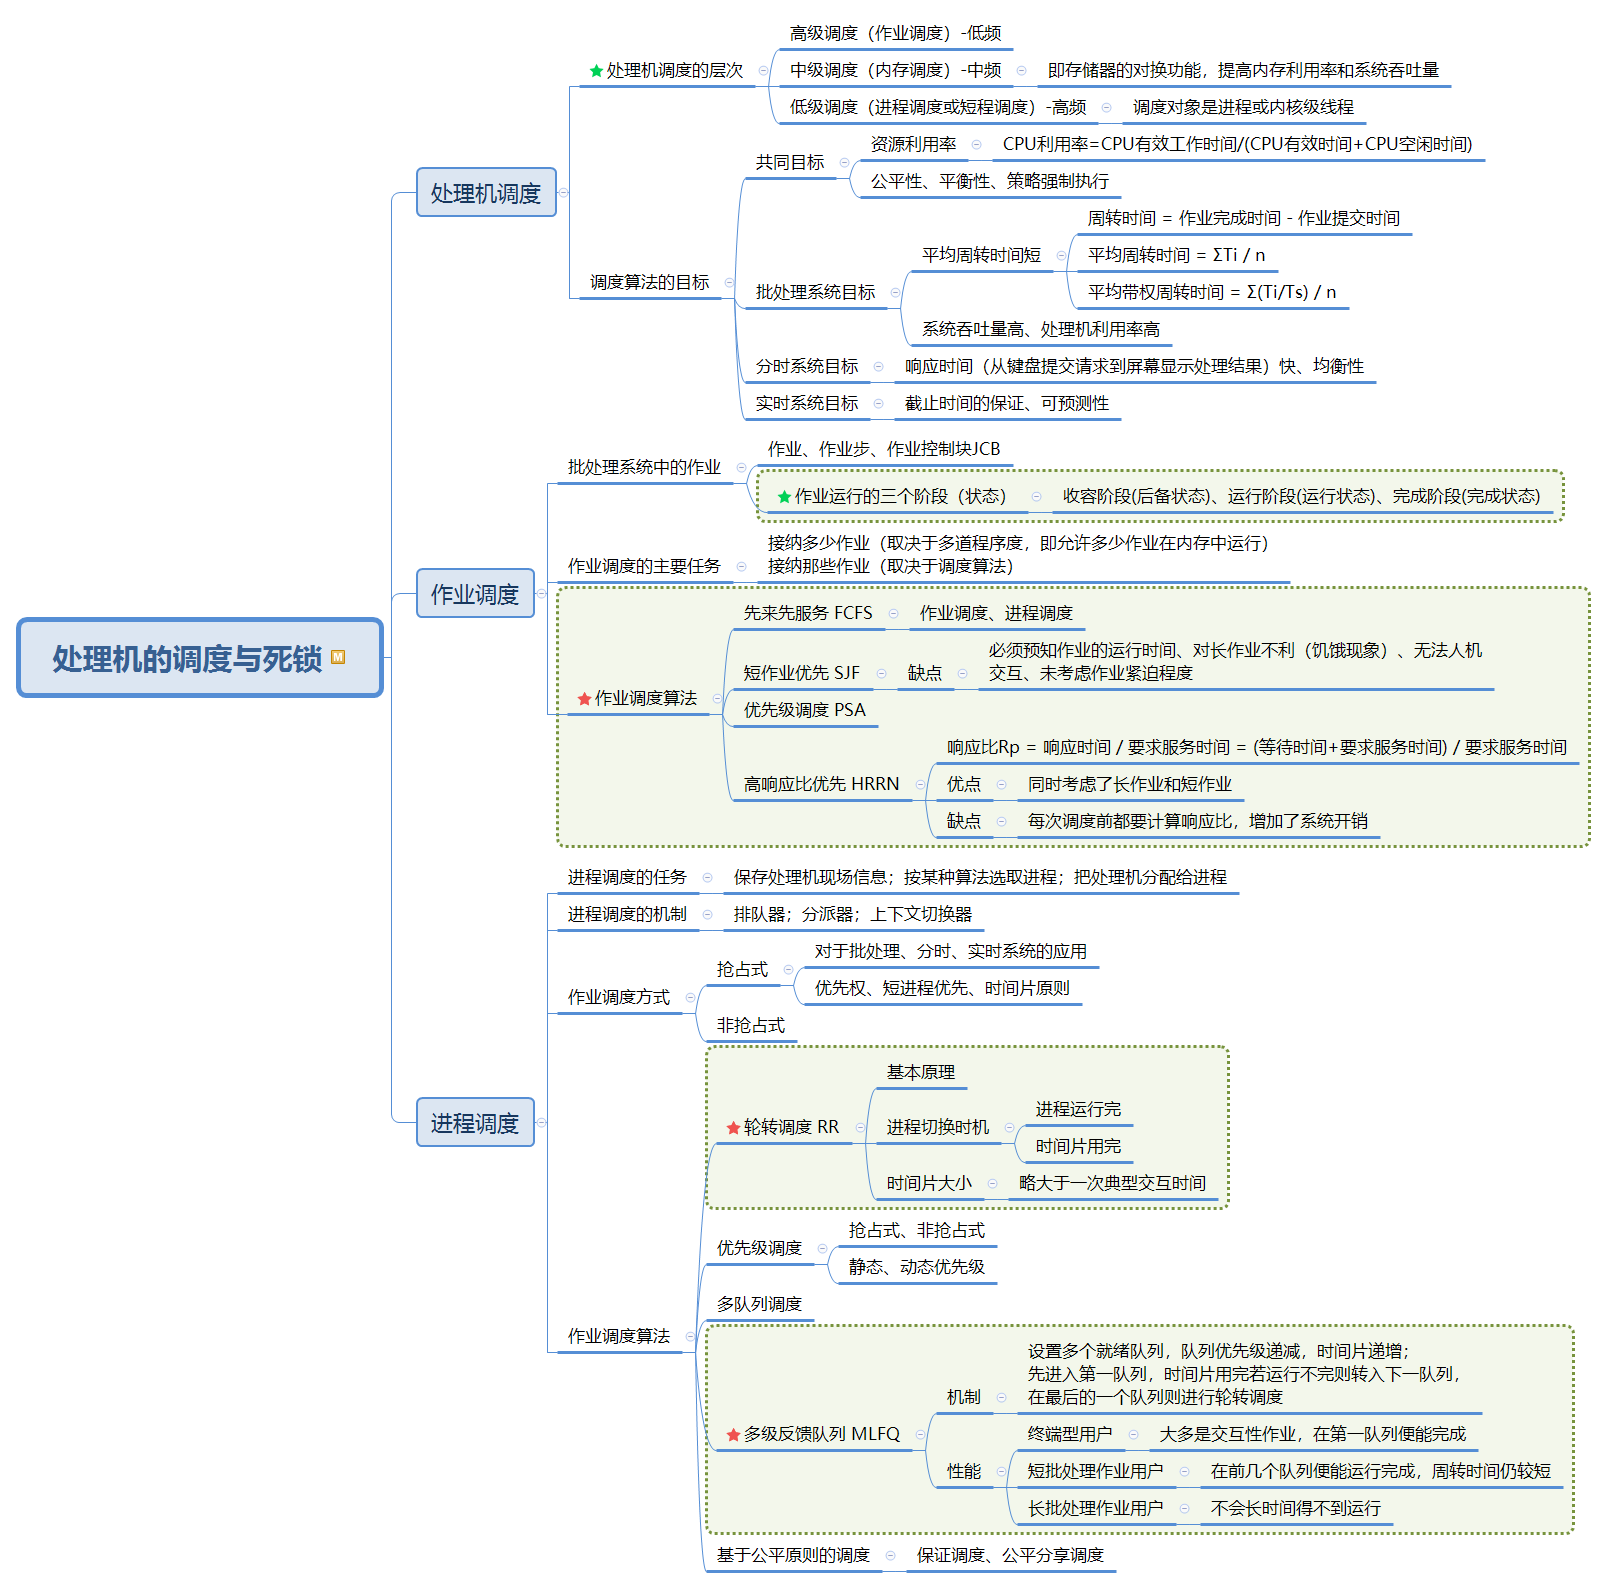 处理机的调度与死锁
处理机调度
处理机调度的层次
高级调度（作业调度）-低频
中级调度（内存调度）-中频
即存储器的对换功能，提高内存利用率和系统吞吐量
低级调度（进程调度或短程调度）-高频
调度对象是进程或内核级线程
调度算法的目标
共同目标
资源利用率
CPU利用率=CPU有效工作时间/(CPU有效时间+CPU空闲时间)
公平性、平衡性、策略强制执行
批处理系统目标
平均周转时间短
周转时间 = 作业完成时间 - 作业提交时间
平均周转时间 = ΣTi / n
平均带权周转时间 = Σ(Ti/Ts) / n
系统吞吐量高、处理机利用率高
分时系统目标
响应时间（从键盘提交请求到屏幕显示处理结果）快、均衡性
实时系统目标
截止时间的保证、可预测性
作业调度
批处理系统中的作业
作业、作业步、作业控制块JCB
作业运行的三个阶段（状态）
收容阶段(后备状态)、运行阶段(运行状态)、完成阶段(完成状态)
作业调度的主要任务
接纳多少作业（取决于多道程序度，即允许多少作业在内存中运行）
接纳那些作业（取决于调度算法）
作业调度算法
先来先服务 FCFS
作业调度、进程调度
短作业优先 SJF
缺点
必须预知作业的运行时间、对长作业不利（饥饿现象）、无法人机
交互、未考虑作业紧迫程度
优先级调度 PSA
高响应比优先 HRRN
响应比Rp = 响应时间 / 要求服务时间 = (等待时间+要求服务时间) / 要求服务时间
优点
同时考虑了长作业和短作业
缺点
每次调度前都要计算响应比，增加了系统开销
进程调度
进程调度的任务
保存处理机现场信息；按某种算法选取进程；把处理机分配给进程
进程调度的机制
排队器；分派器；上下文切换器
作业调度方式
抢占式
对于批处理、分时、实时系统的应用
优先权、短进程优先、时间片原则
非抢占式
作业调度算法
轮转调度 RR
基本原理
进程切换时机
进程运行完
时间片用完
时间片大小
略大于一次典型交互时间
优先级调度
抢占式、非抢占式
静态、动态优先级
多队列调度
多级反馈队列 MLFQ
机制
设置多个就绪队列，队列优先级递减，时间片递增；
先进入第一队列，时间片用完若运行不完则转入下一队列，
在最后的一个队列则进行轮转调度
性能
终端型用户
大多是交互性作业，在第一队列便能完成
短批处理作业用户
在前几个队列便能运行完成，周转时间仍较短
长批处理作业用户
不会长时间得不到运行
基于公平原则的调度
保证调度、公平分享调度